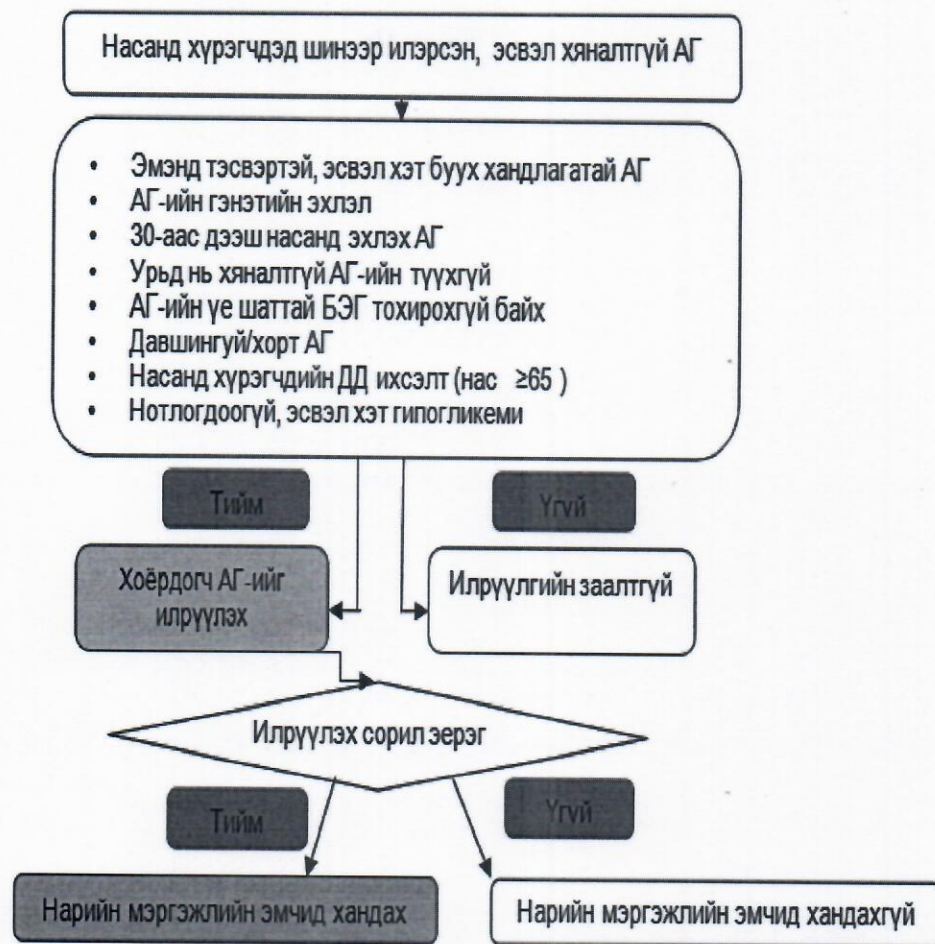 Насанд хүрэгчдэд шинээр илэрсэн, эсвэл хяналтгүй АГ
• Эмэнд тэсвэртэй, эсвэл хэт буух хандлагатай АГ
• АГ-ийн гэнэтийн эхлэл
• 30-аас дээш насанд эхлэх АГ
• Урьд нь хяналтгүй АГ-ийн түүхгүй
• АГ-ийн үе шаттай БЭГ тохирохгүй байх
• Давшингуй/хорт АГ
• Насанд хүрэгчдийн ДД ихсэлт (нас ≥65 )
• Нотлогдоогүй, эсвэл хэт гипогликеми
Тийм
Үгүй
Хоёрдогч АГ-ийг
илрүүлэх
Илрүүлгийн заалтгүй
Илрүүлэх сорил эерэг
Тийм
Үгүй
Нарийн мэргэжлийн эмчид хандах
Нарийн мэргэжлийн эмчид хандахгүй